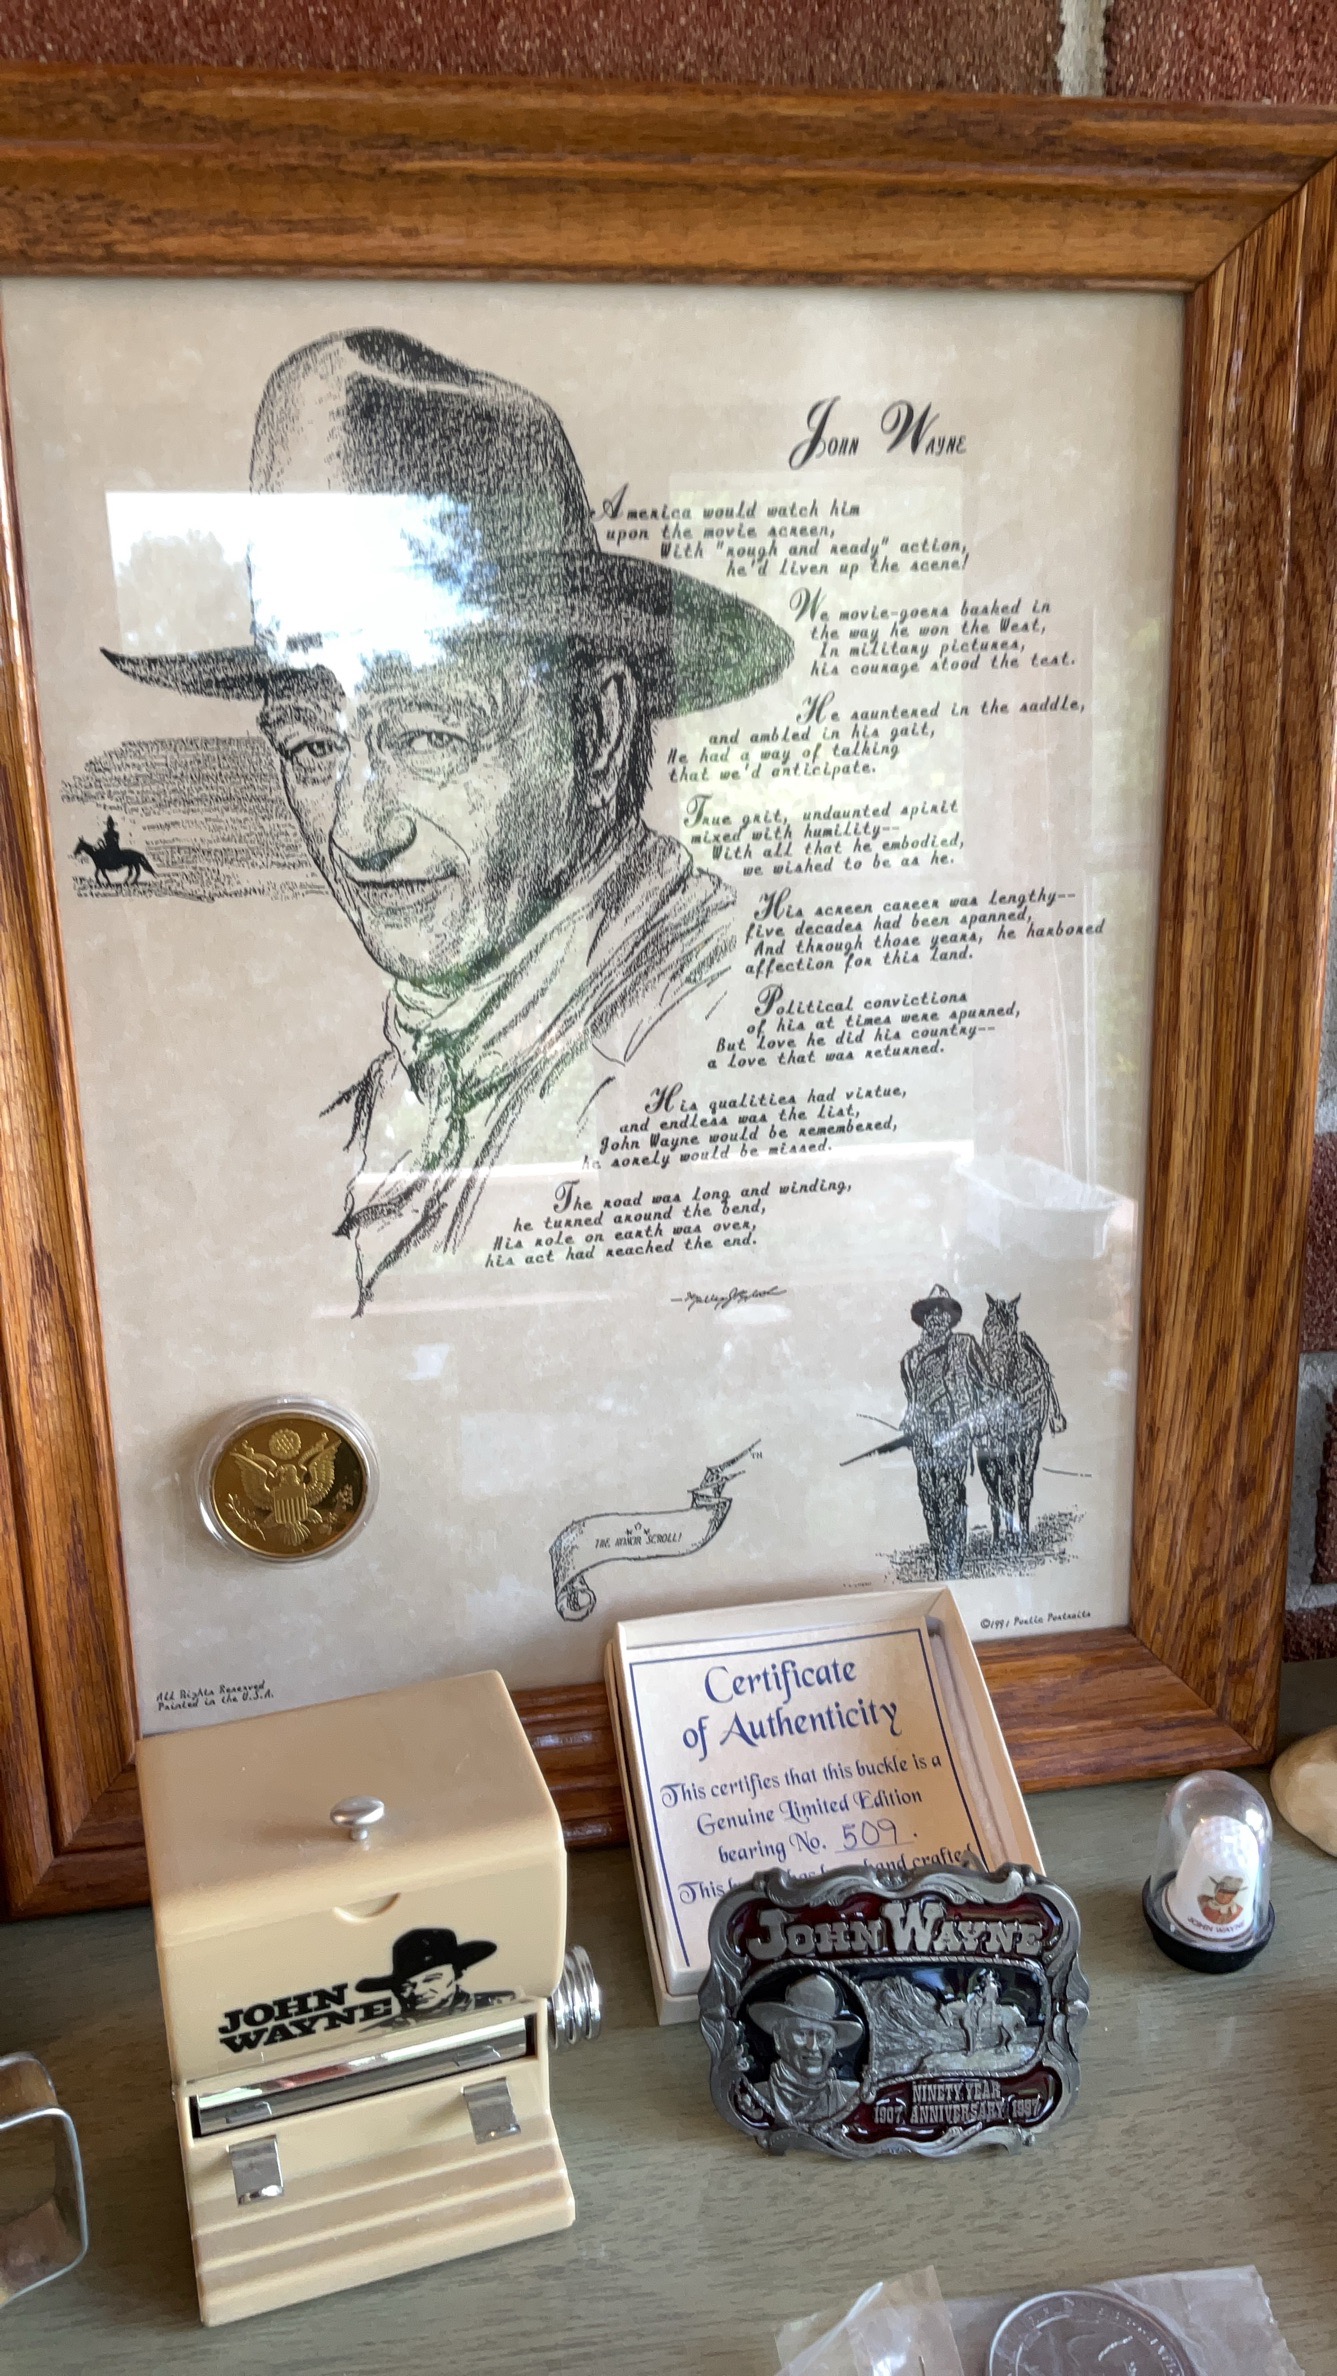 John Wayne
America would watch him
upon the movie screen,
With "rough and ready" action,
he'd liven up the scene!
We movie-goers basked in
the way he won the West,
In military pictures,
his courage stood the test.
He sauntered in the saddle,
and ambled in his gait,
He had a way of talking
that we'd anticipate.
True grit, undaunted spirit
mixed with humility--
With all that he embodied,
we wished to be as he.
His screen career was lengthy--
five decades had been spanned,
And through those years, he harbored
affection for this land.
Political convictions
of his at times were spurned,
But love he did his country--
a love that was returned.
His qualities had virtue,
and endless was the list,
John Wayne would be remembered,
he sorely would be missed.
The road was long and winding,
he turned around the bend,
His role on earth was over,
his act had reached the end.
THE HONOR SCROLL!
TM
©1991 Poetic Portraits
All Rights Reserved
Printed in the U.S.A.
Certificate
of Authenticity
This certifies that this buckle is a
Genuine Limited Edition
bearing No. 509.
This has hand crafted
JOHN WAYNE
NINETY YEAR
1907 ANNIVERSARY 1997
JOHN
WAYNE
JOHN WAYNE